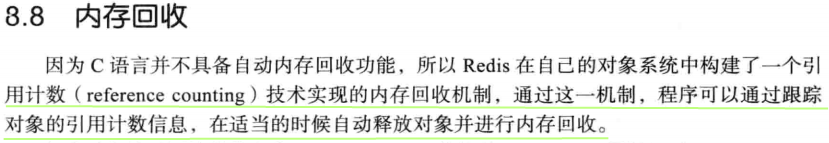 8.8 内存回收
因为 C 语言并不具备自动内存回收功能，所以 Redis 在自己的对象系统中构建了一个引
用计数（reference counting）技术实现的内存回收机制，通过这一机制，程序可以通过跟踪
对象的引用计数信息，在适当的时候自动释放对象并进行内存回收。